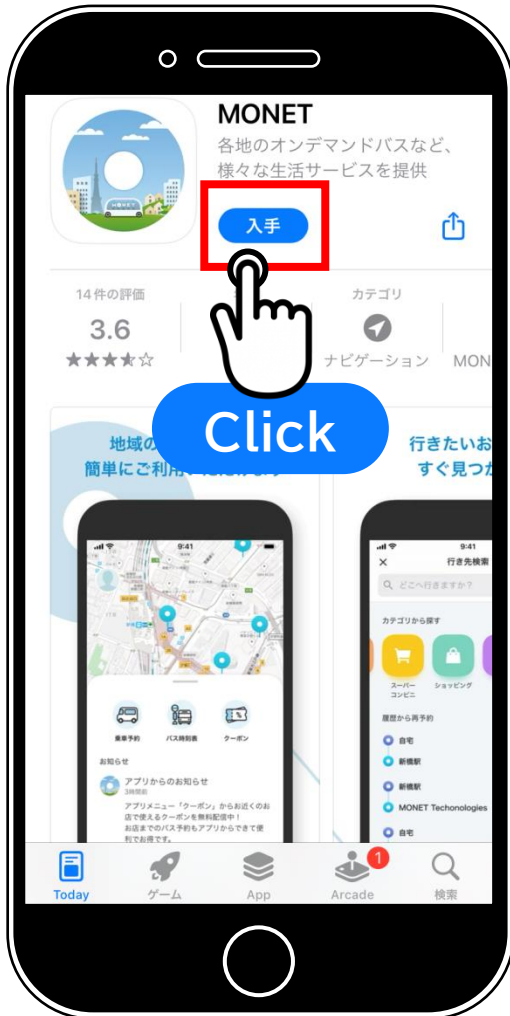 MONET
各地のオンデマンドバスなど、
様々な生活サービスを提供
入手
14件の評価
3.6
カテゴリ
ナビゲーション
MON
Click
地域の
簡単にご利用
行きたいお
すぐ見つか
9:41
乗車予約
バス時刻表
クーポン
お知らせ
アプリからのお知らせ
3時間前
アプリメニュー「クーポン」からお近くのお
店で使えるクーポンを無料配信中！
お店までのバス予約もアプリからできて便
利でお得です。
9:41
行き先検索
どこへ行きますか？
カテゴリから探す
スーパー
コンビニ
ショッピング
履歴から再予約
自宅
新橋駅
新橋駅
MONET Techonologies
自宅
1
Today
ゲーム
App
Arcade
検索